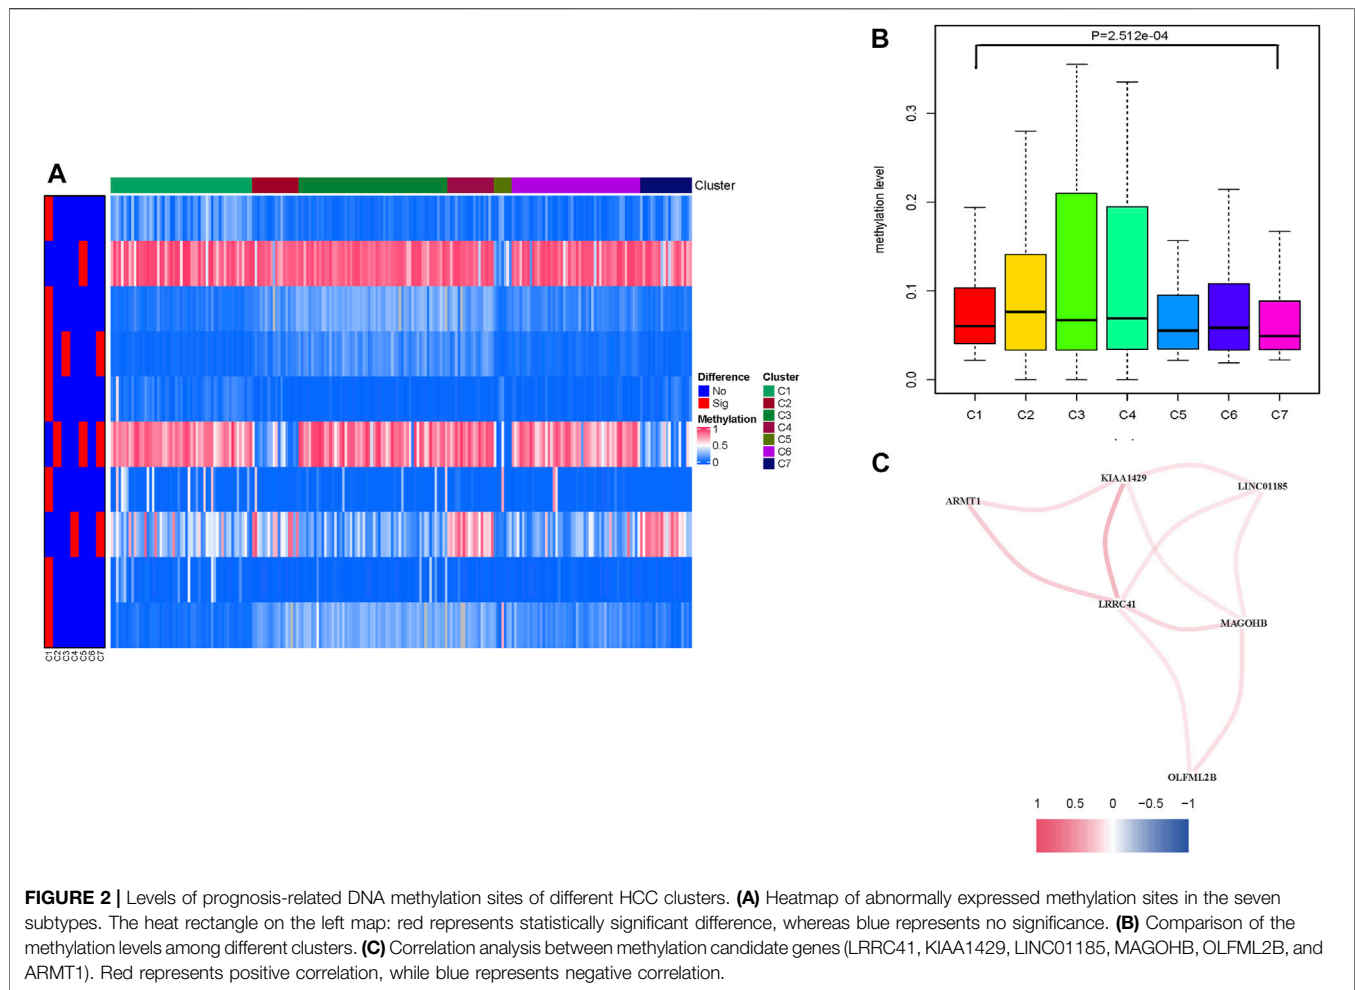 A
Cluster
C1
C2
C3
C4
C5
C6
C7
Difference
No
Sig
Methylation
1
0.5
0
Cluster
C1
C2
C3
C4
C5
C6
C7
B
P=2.512e-04
methylation level
0.3
0.2
0.1
0.0
C1 C2 C3 C4 C5 C6 C7
C
KIAA1429
LINC01185
ARMT1
LRRC41
MAGOHB
OLFML2B
1 0.5 0 −0.5 −1
FIGURE 2 | Levels of prognosis-related DNA methylation sites of different HCC clusters. (A) Heatmap of abnormally expressed methylation sites in the seven
subtypes. The heat rectangle on the left map: red represents statistically significant difference, whereas blue represents no significance. (B) Comparison of the
methylation levels among different clusters. (C) Correlation analysis between methylation candidate genes (LRRC41, KIAA1429, LINC01185, MAGOHB, OLFML2B, and
ARMT1). Red represents positive correlation, while blue represents negative correlation.